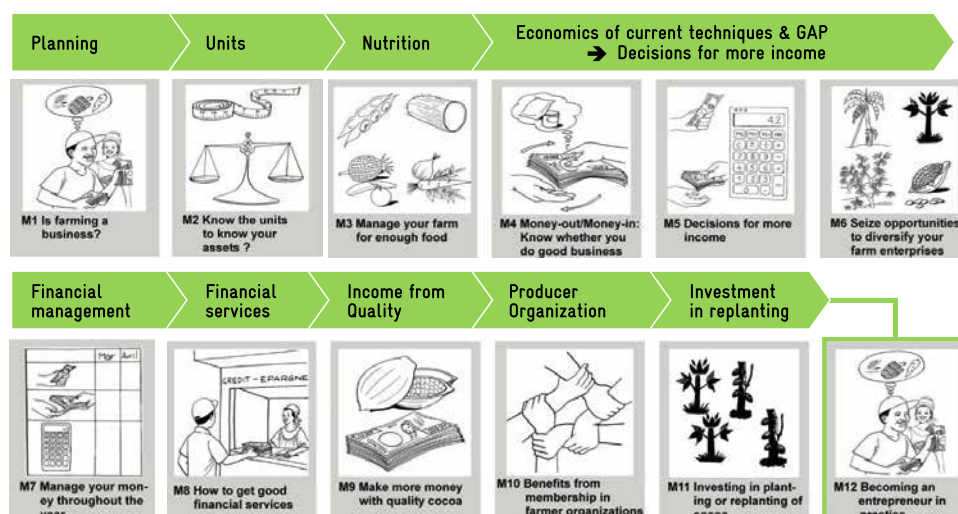 Planning
Units
Nutrition
Economics of current techniques & GAP
➔ Decisions for more income
42
M1 Is farming a
business?
M2 Know the units
to know your
assets ?
M3 Manage your farm
for enough food
M4 Money-out/Money-in:
Know whether you
do good business
M5 Decisions for more
income
M6 Seize opportunities
to diversify your
farm enterprises
Financial
management
Financial
services
Income from
Quality
Producer
Organization
Investment
in replanting
Mar Avril
CREDIT - EPARGNE
M7 Manage your mon-
ey throughout the
year
M8 How to get good
financial services
M9 Make more money
with quality cocoa
M10 Benefits from
membership in
farmer organizations
M11 Investing in plant-
ing or replanting of
cocoa
M12 Becoming an
entrepreneur in
practice